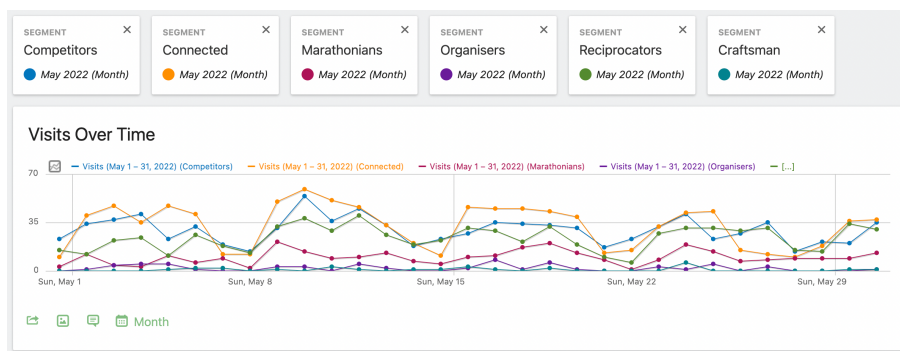 SEGMENT
Competitors
May 2022 (Month)
SEGMENT
Connected
May 2022 (Month)
SEGMENT
Marathonians
May 2022 (Month)
SEGMENT
Organisers
May 2022 (Month)
SEGMENT
Reciprocators
May 2022 (Month)
SEGMENT
Craftsman
May 2022 (Month)
Visits Over Time
Visits (May 1 – 31, 2022) (Competitors)
Visits (May 1 – 31, 2022) (Connected)
Visits (May 1 – 31, 2022) (Marathonians)
Visits (May 1 – 31, 2022) (Organisers)
[...]
70
35
0
Sun, May 1
Sun, May 8
Sun, May 15
Sun, May 22
Sun, May 29
Month